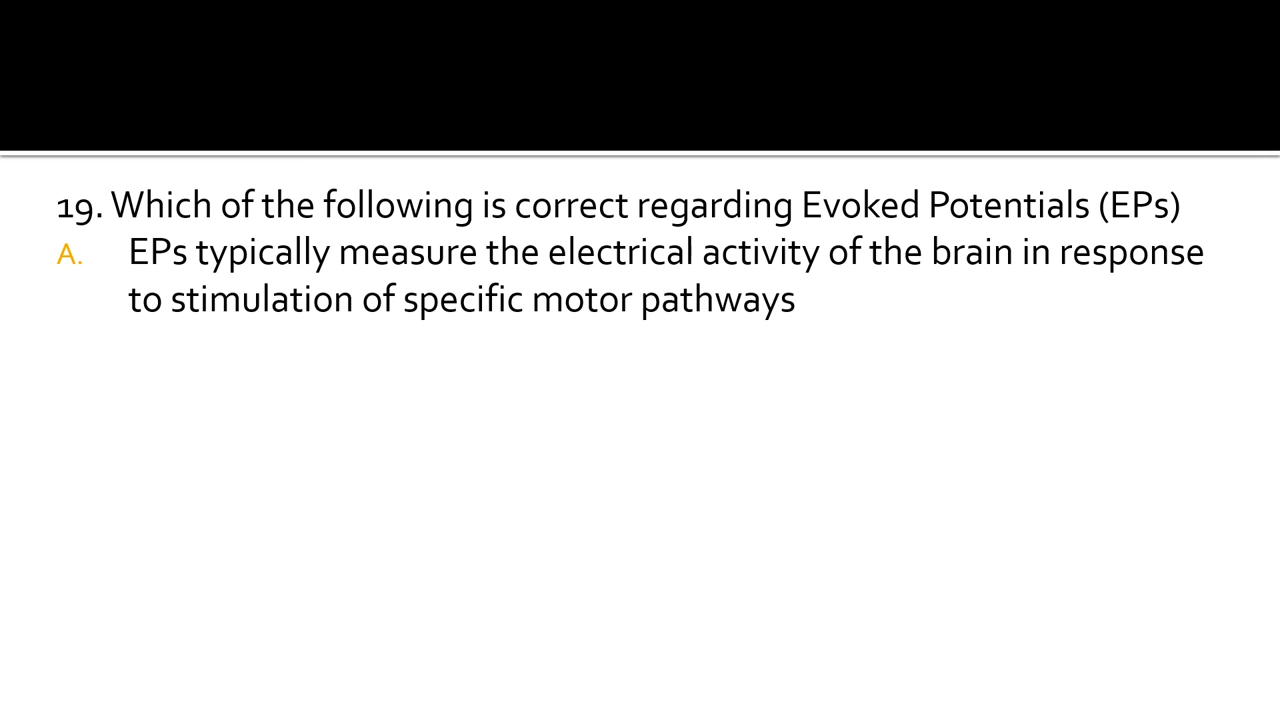 19. Which of the following is correct regarding Evoked Potentials (EPs)
A. EPs typically measure the electrical activity of the brain in response
to stimulation of specific motor pathways